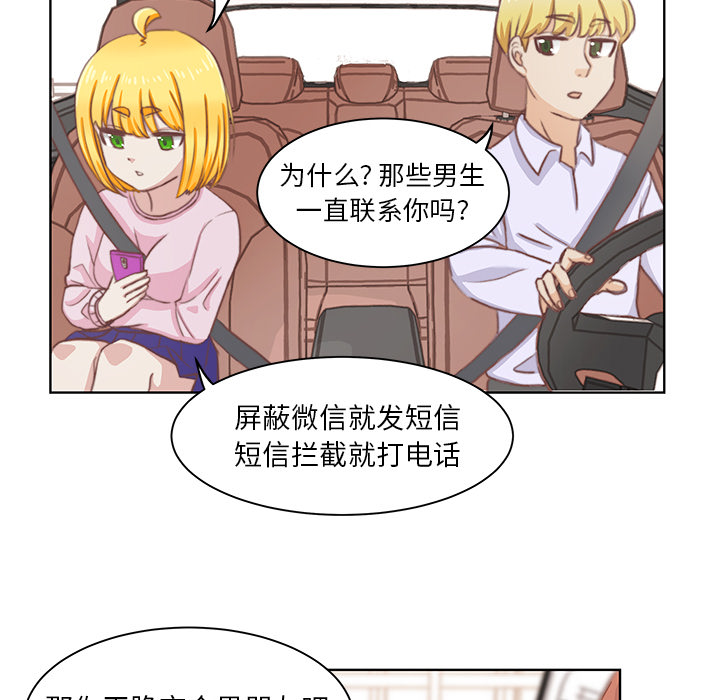 为什么? 那些男生
一直联系你吗?
屏蔽微信就发短信
短信拦截就打电话